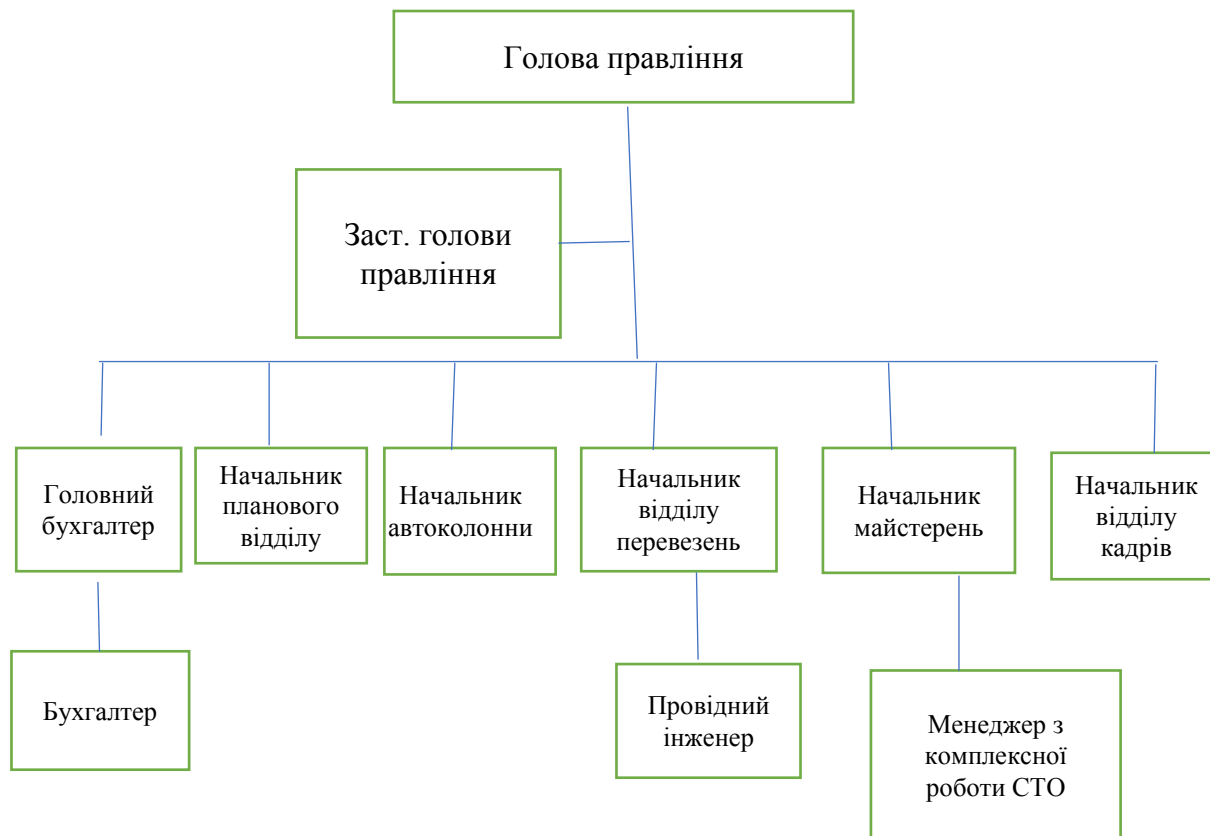 Голова правління
Заст. голови
правління
Головний
бухгалтер
Начальник
планового
відділу
Начальник
автоколонни
Начальник
відділу
перевезень
Начальник
майстерень
Начальник
відділу
кадрів
Бухгалтер
Провідний
інженер
Менеджер з
комплексної
роботи СТО